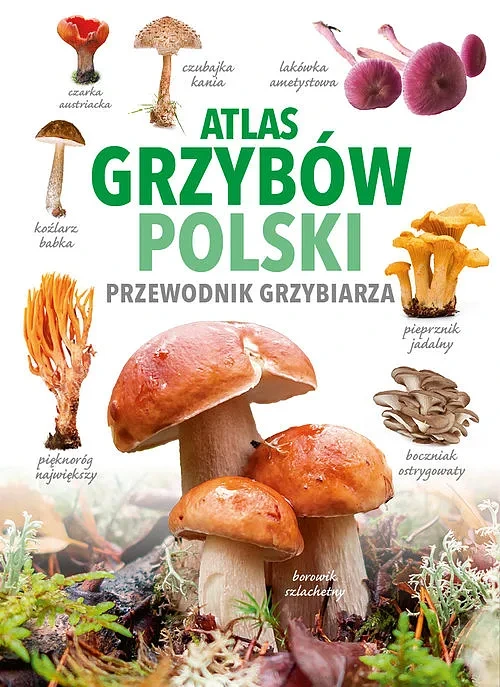 czarka
austriacka
czubajka
kania
lakówka
ametystowa
ATLAS
GRZYBÓW
POLSKI
PRZEWODNIK GRZYBIARZA
koźlarz
babka
pieprznik
jadalny
pięknoróg
największy
boczniak
ostrygowaty
borowik
szlachetny